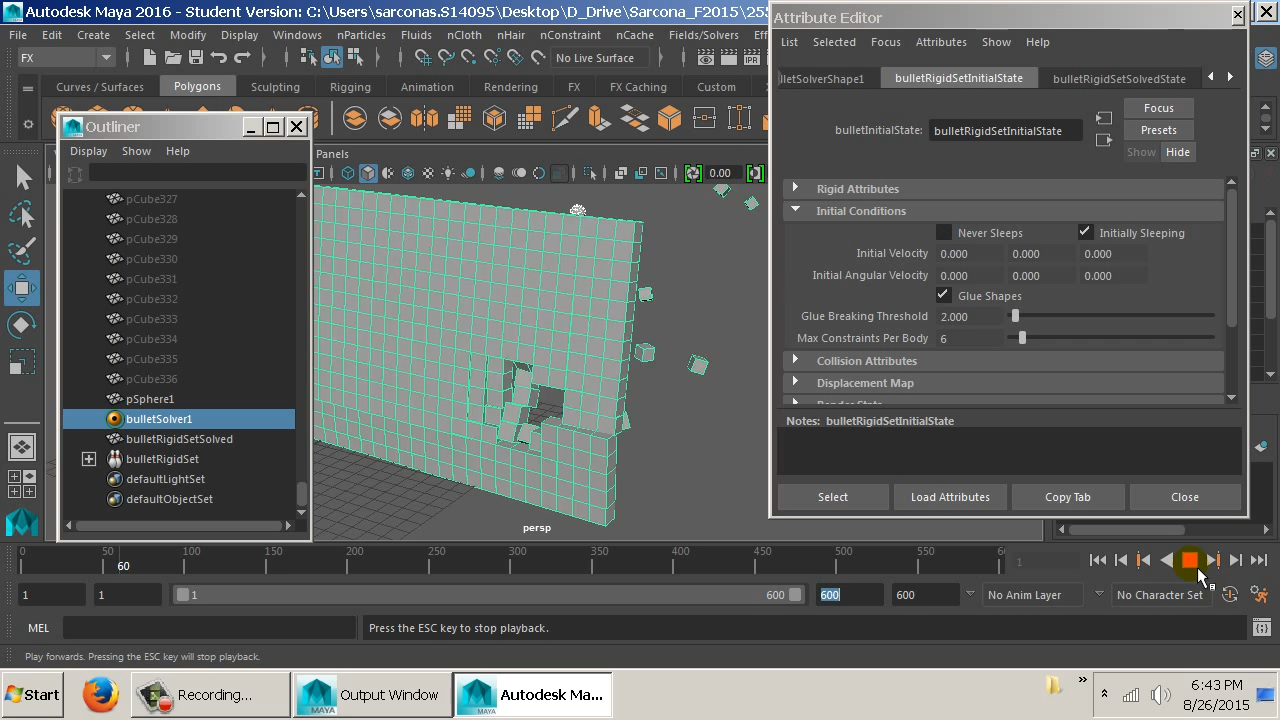 Autodesk Maya 2016 - Student Version: C:\Users\sarconas.S14095\Desktop\D_Drive\Sarcona_F2015\253
Attribute Editor
File Edit Create Select Modify Display Windows nParticles Fluids nCloth nHair nConstraint nCache Fields/Solvers
List Selected Focus Attributes Show Help
FX
No Live Surface
IPR
lletSolverShape1 bulletRigidSetInitialState bulletRigidSetSolvedState
Curves / Surfaces Polygons Sculpting Rigging Animation Rendering FX FX Caching Custom
Focus
bulletInitialState: bulletRigidSetInitialState Presets
Show Hide
Outliner
Display Show Help
Panels
0.00
Rigid Attributes
Initial Conditions
Never Sleeps Initially Sleeping
Initial Velocity 0.000 0.000 0.000
Initial Angular Velocity 0.000 0.000 0.000
Glue Shapes
Glue Breaking Threshold 2.000
Max Constraints Per Body 6
Collision Attributes
Displacement Map
Notes: bulletRigidSetInitialState
Select Load Attributes Copy Tab Close
pCube327
pCube328
pCube329
pCube330
pCube331
pCube332
pCube333
pCube334
pCube335
pCube336
pSphere1
bulletSolver1
bulletRigidSetSolved
bulletRigidSet
defaultLightSet
defaultObjectSet
persp
0 50 100 150 200 250 300 350 400 450 500 550
60
1
1 1 1 600 600 600 No Anim Layer No Character Set
MEL Press the ESC key to stop playback.
Play forwards. Pressing the ESC key will stop playback.
Start Recording... Output Window Autodesk Ma...
6:43 PM
8/26/2015